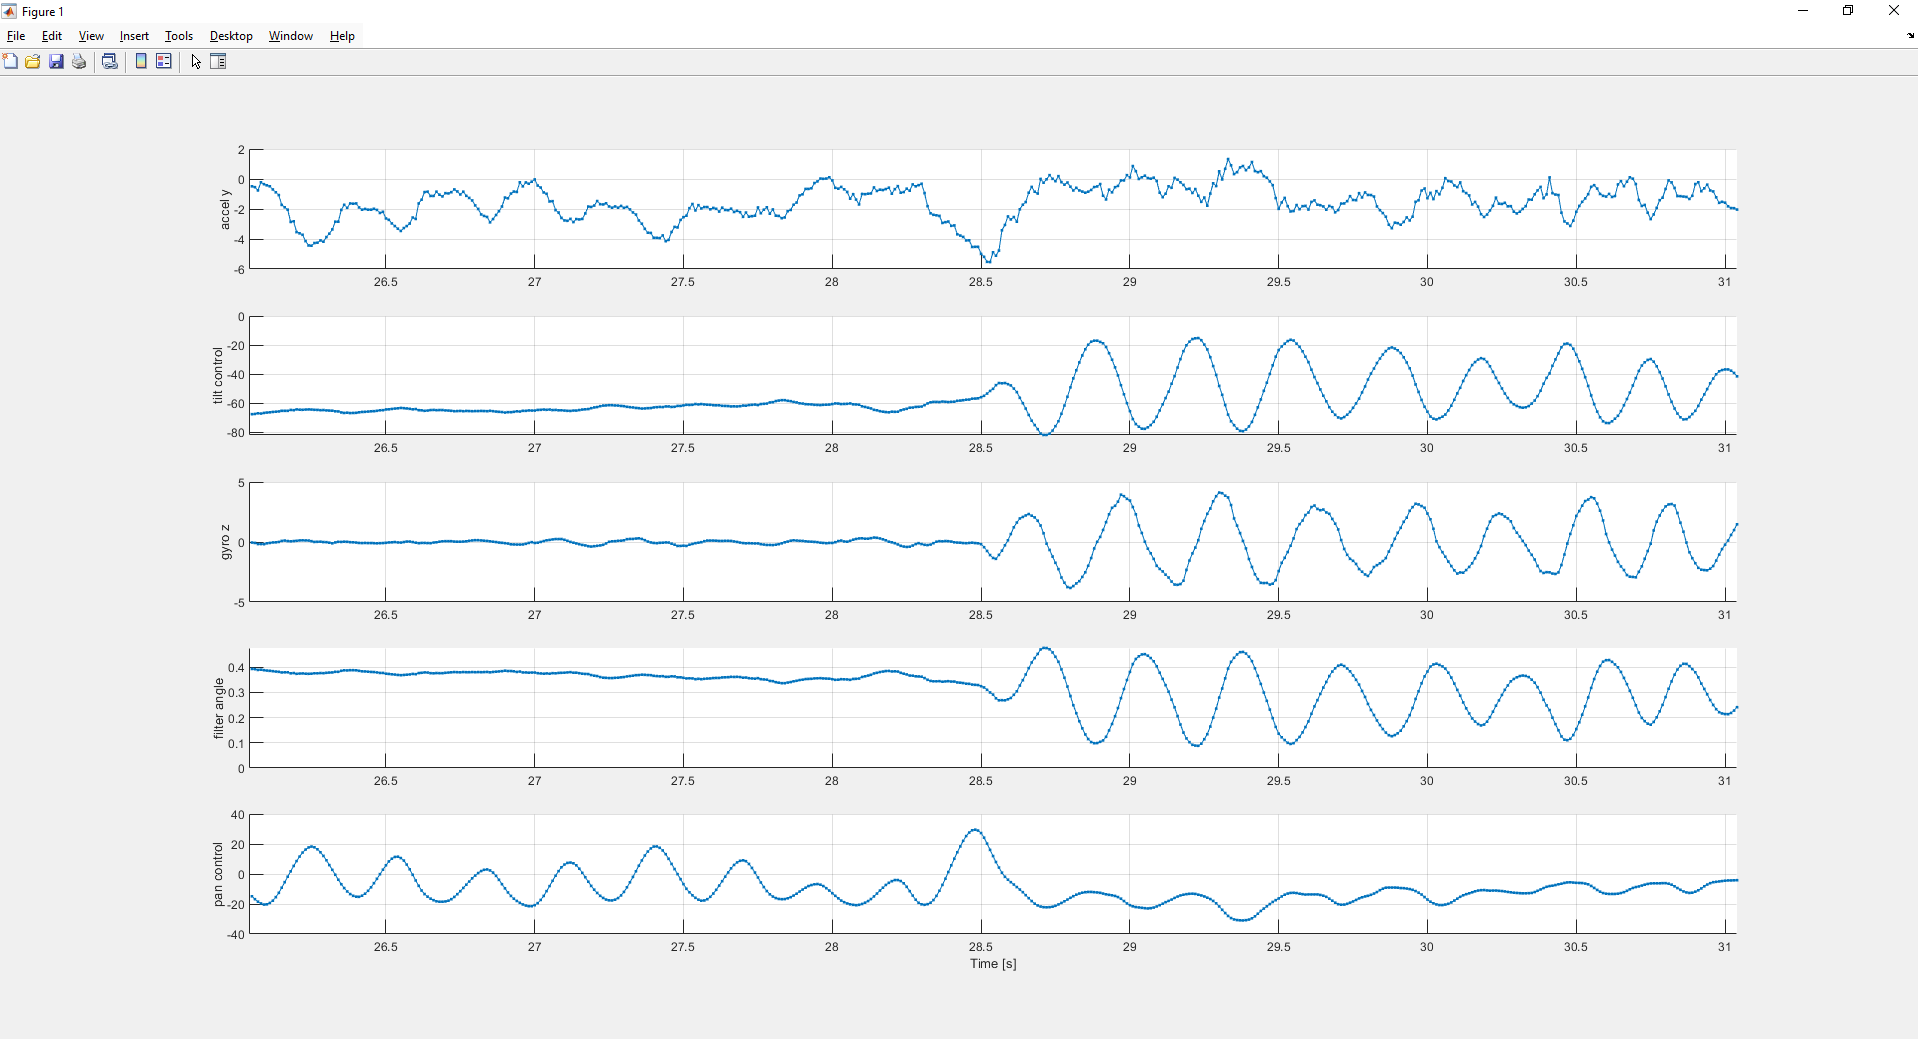 Figure 1
File Edit View Insert Tools Desktop Window Help
accel y
2
0
-2
-4
-6
26.5 27 27.5 28 28.5 29 29.5 30 30.5 31
tilt control
0
-20
-40
-60
-80
26.5 27 27.5 28 28.5 29 29.5 30 30.5 31
gyro z
5
0
-5
26.5 27 27.5 28 28.5 29 29.5 30 30.5 31
filter angle
0.4
0.3
0.2
0.1
0
26.5 27 27.5 28 28.5 29 29.5 30 30.5 31
pan control
40
20
0
-20
-40
26.5 27 27.5 28 28.5 29 29.5 30 30.5 31
Time [s]